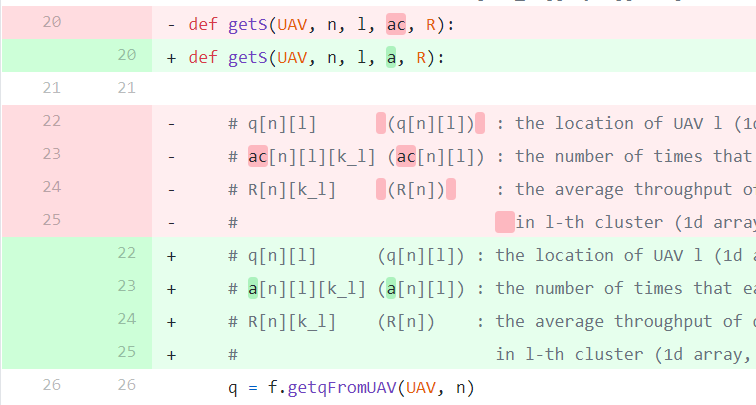 20 - def getS(UAV, n, l, ac, R):
20 + def getS(UAV, n, l, a, R):
21 21
22 - # q[n][l] (q[n][l]) : the location of UAV l (1d
23 - # ac[n][l][k_l] (ac[n][l]) : the number of times that
24 - # R[n][k_l] (R[n]) : the average throughput of
25 - # in l-th cluster (1d array
22 + # q[n][l] (q[n][l]) : the location of UAV l (1d
23 + # a[n][l][k_l] (a[n][l]) : the number of times that ea
24 + # R[n][k_l] (R[n]) : the average throughput of
25 + # in l-th cluster (1d array,
26 26 q = f.getqFromUAV(UAV, n)